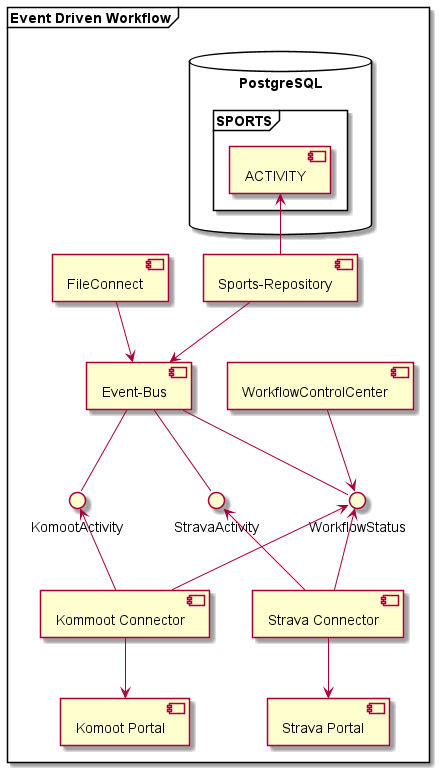 Event Driven Workflow
PostgreSQL
SPORTS
ACTIVITY
FileConnect
Sports-Repository
Event-Bus
WorkflowControlCenter
KomootActivity
StravaActivity
WorkflowStatus
Kommoot Connector
Strava Connector
Komoot Portal
Strava Portal